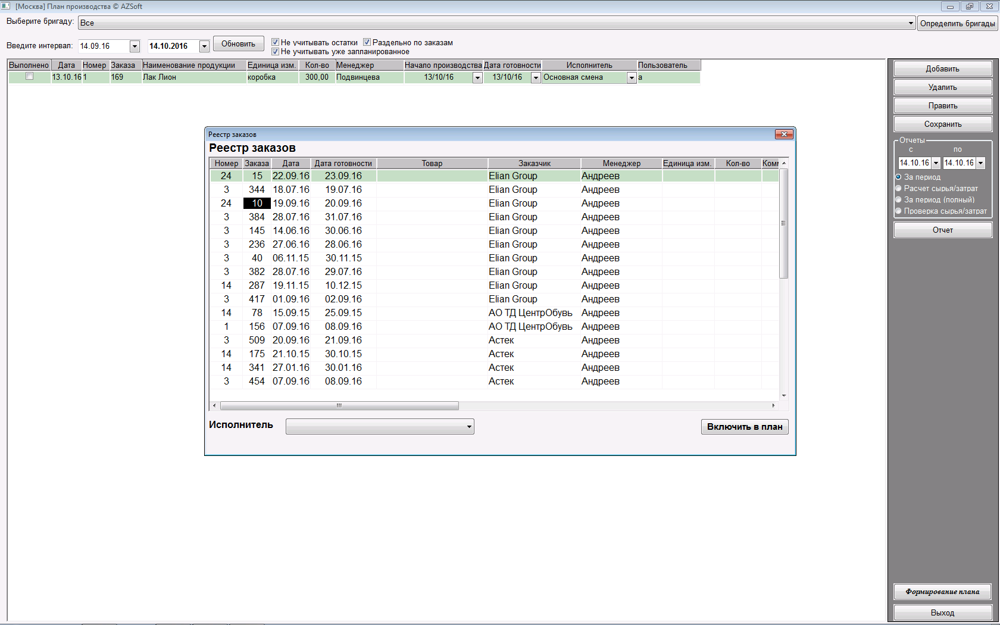 [Москва] План производства © AZSoft
Выберите бригаду: Все Определить бригады
Введите интервал: 14.09.16 14.10.2016 Обновить Не учитывать остатки Раздельно по заказам
Не учитывать уже запланированное
Выполнено Дата Номер Заказа Наименование продукции Единица изм. Кол-во Менеджер Начало производства Дата готовности Исполнитель Пользователь
13.10.16 1 169 Лак Лион коробка 300,00 Подвинцева 13/10/16 13/10/16 Основная смена а
Реестр заказов
Реестр заказов
Номер Заказа Дата Дата готовности Товар Заказчик Менеджер Единица изм. Кол-во Комм
24 15 22.09.16 23.09.16 Elian Group Андреев
3 344 18.07.16 19.07.16 Elian Group Андреев
24 10 19.09.16 20.09.16 Elian Group Андреев
3 384 28.07.16 31.07.16 Elian Group Андреев
3 145 14.06.16 30.06.16 Elian Group Андреев
3 236 27.06.16 28.06.16 Elian Group Андреев
3 40 06.11.15 30.11.15 Elian Group Андреев
3 382 28.07.16 29.07.16 Elian Group Андреев
14 287 19.11.15 10.12.15 Elian Group Андреев
3 417 01.09.16 02.09.16 Elian Group Андреев
14 78 15.09.15 25.09.15 АО ТД ЦентрОбувь Андреев
1 156 07.09.16 08.09.16 АО ТД ЦентрОбувь Андреев
3 509 20.09.16 21.09.16 Астек Андреев
14 175 21.10.15 30.10.15 Астек Андреев
14 341 27.01.16 30.01.16 Астек Андреев
3 454 07.09.16 08.09.16 Астек Андреев
Исполнитель Включить в план
Добавить
Удалить
Править
Сохранить
Отчеты
с по
14.10.16 14.10.16
За период
Расчет сырья/затрат
За период (полный)
Проверка сырья/затрат
Отчет
Формирование плана
Выход